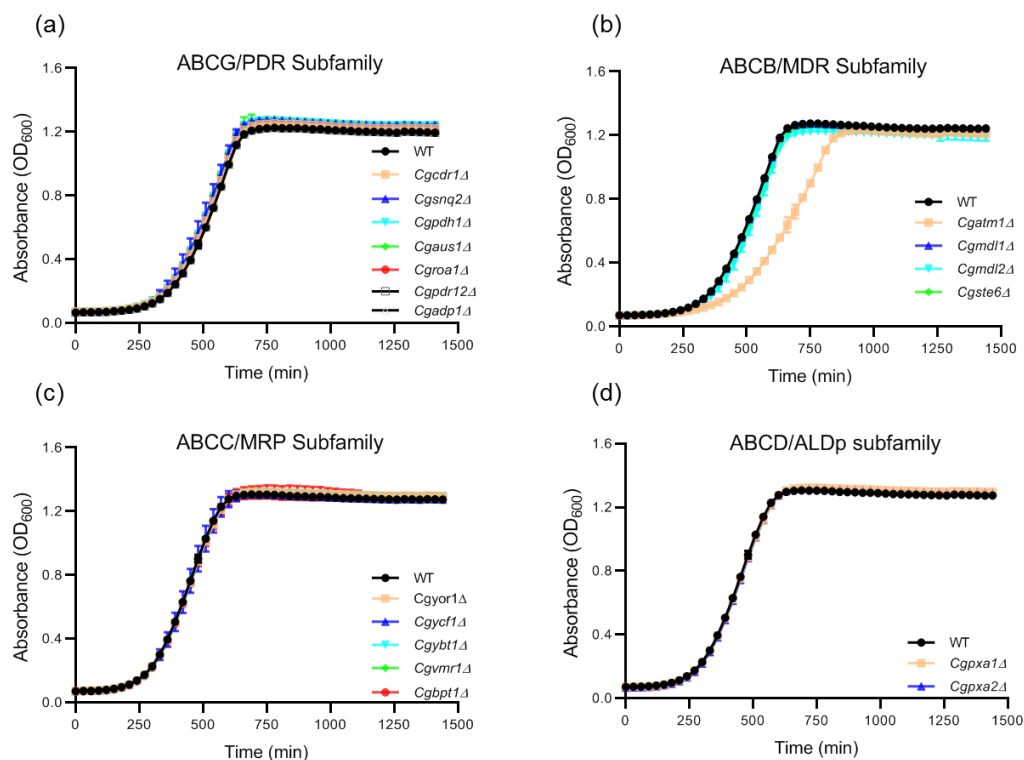 (a)
ABCG/PDR Subfamily
Absorbance (OD600)
1.6
1.2
0.8
0.4
0.0
0 250 500 750 1000 1250 1500
Time (min)
WT
Cgcdr1Δ
Cgsnq2Δ
Cgpdh1Δ
Cgaus1Δ
Cgroa1Δ
Cgpdr12Δ
Cgadp1Δ
(b)
ABCB/MDR Subfamily
Absorbance (OD600)
1.6
1.2
0.8
0.4
0.0
0 250 500 750 1000 1250 1500
Time (min)
WT
Cgatm1Δ
Cgmdl1Δ
Cgmdl2Δ
Cgste6Δ
(c)
ABCC/MRP Subfamily
Absorbance (OD600)
1.6
1.2
0.8
0.4
0.0
0 250 500 750 1000 1250 1500
Time (min)
WT
Cgyor1Δ
Cgycf1Δ
Cgybt1Δ
Cgvmr1Δ
Cgbpt1Δ
(d)
ABCD/ALDp subfamily
Absorbance (OD600)
1.6
1.2
0.8
0.4
0.0
0 250 500 750 1000 1250 1500
Time (min)
WT
Cgpxa1Δ
Cgpxa2Δ